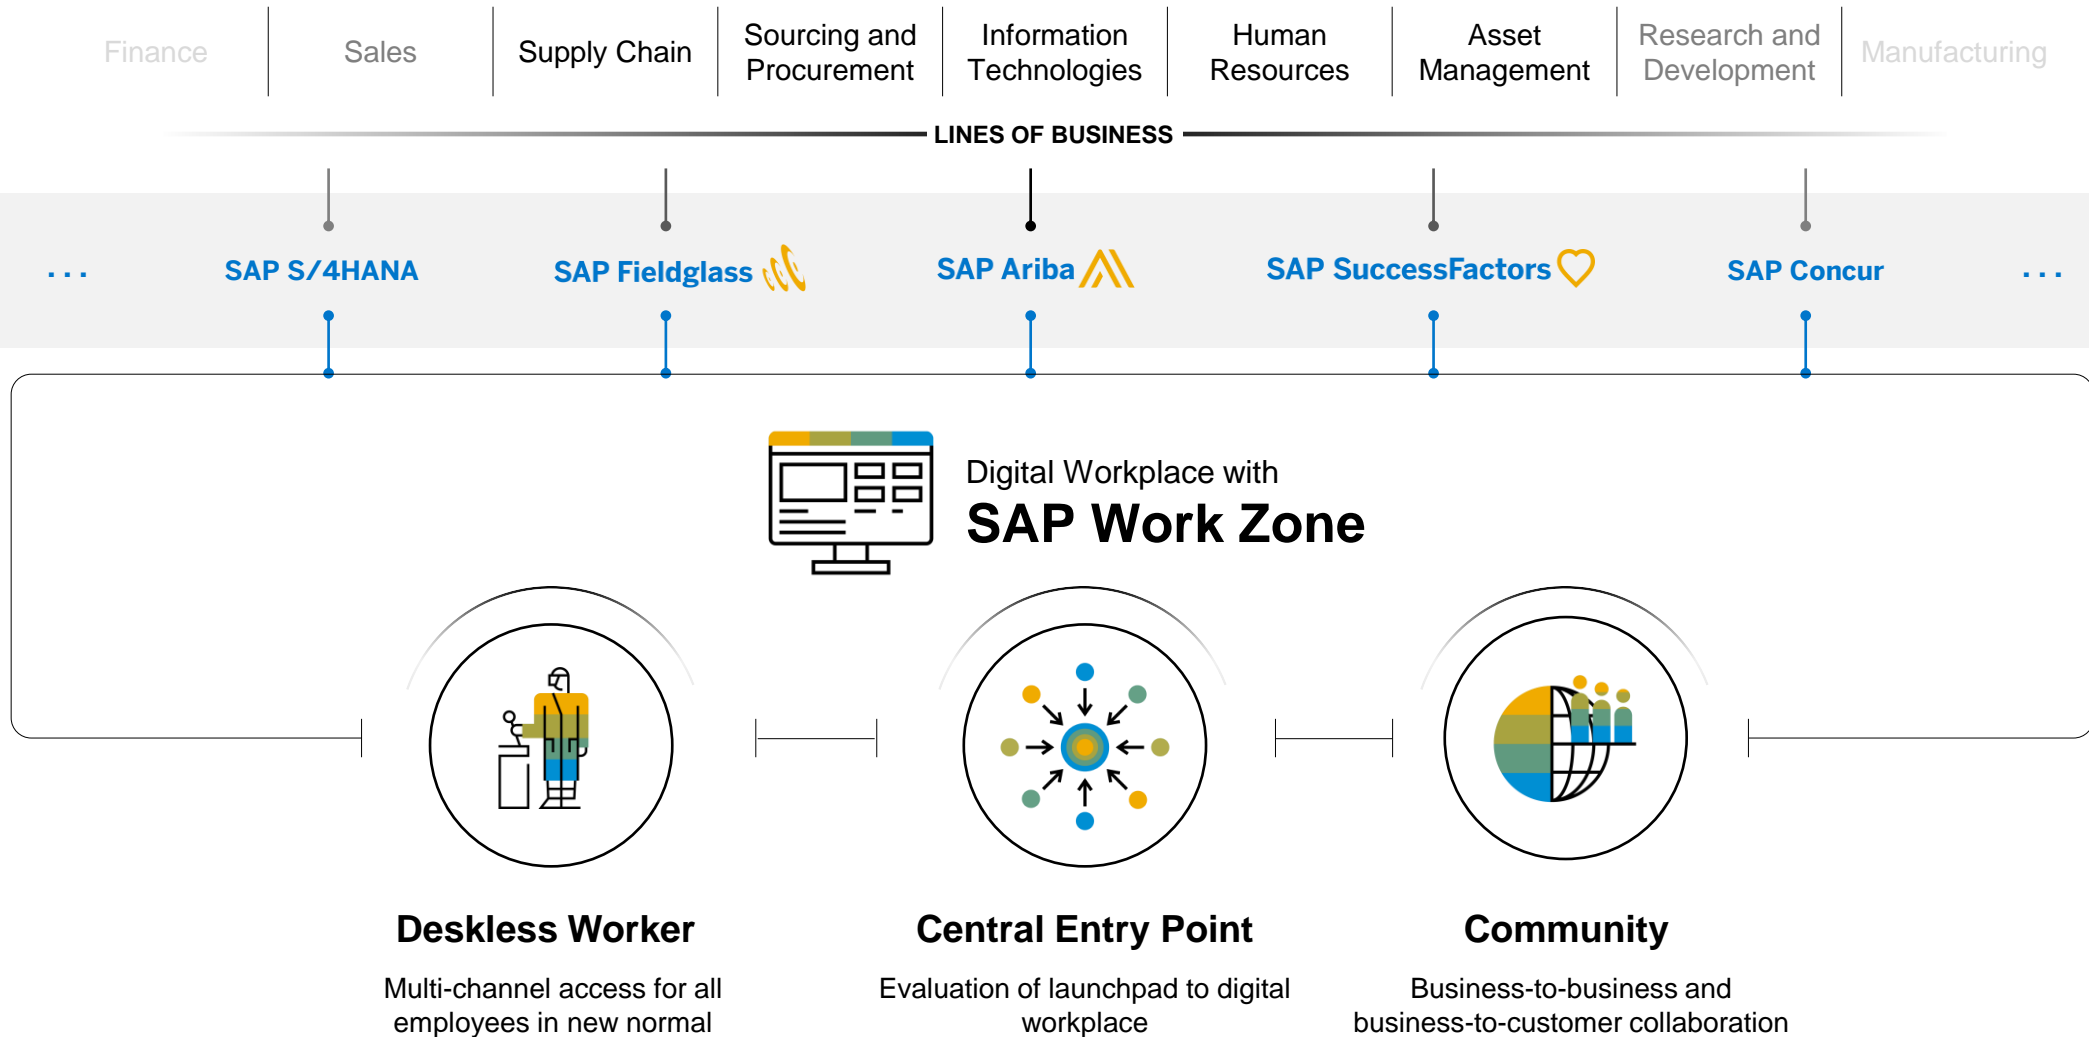 Finance
Sales
Supply Chain
Sourcing and
Procurement
Information
Technologies
Human
Resources
Asset
Management
Research and
Development
Manufacturing
LINES OF BUSINESS
...
SAP S/4HANA
SAP Fieldglass
SAP Ariba
SAP SuccessFactors
SAP Concur
...
Digital Workplace with
SAP Work Zone
Deskless Worker
Multi-channel access for all
employees in new normal
Central Entry Point
Evaluation of launchpad to digital
workplace
Community
Business-to-business and
business-to-customer collaboration